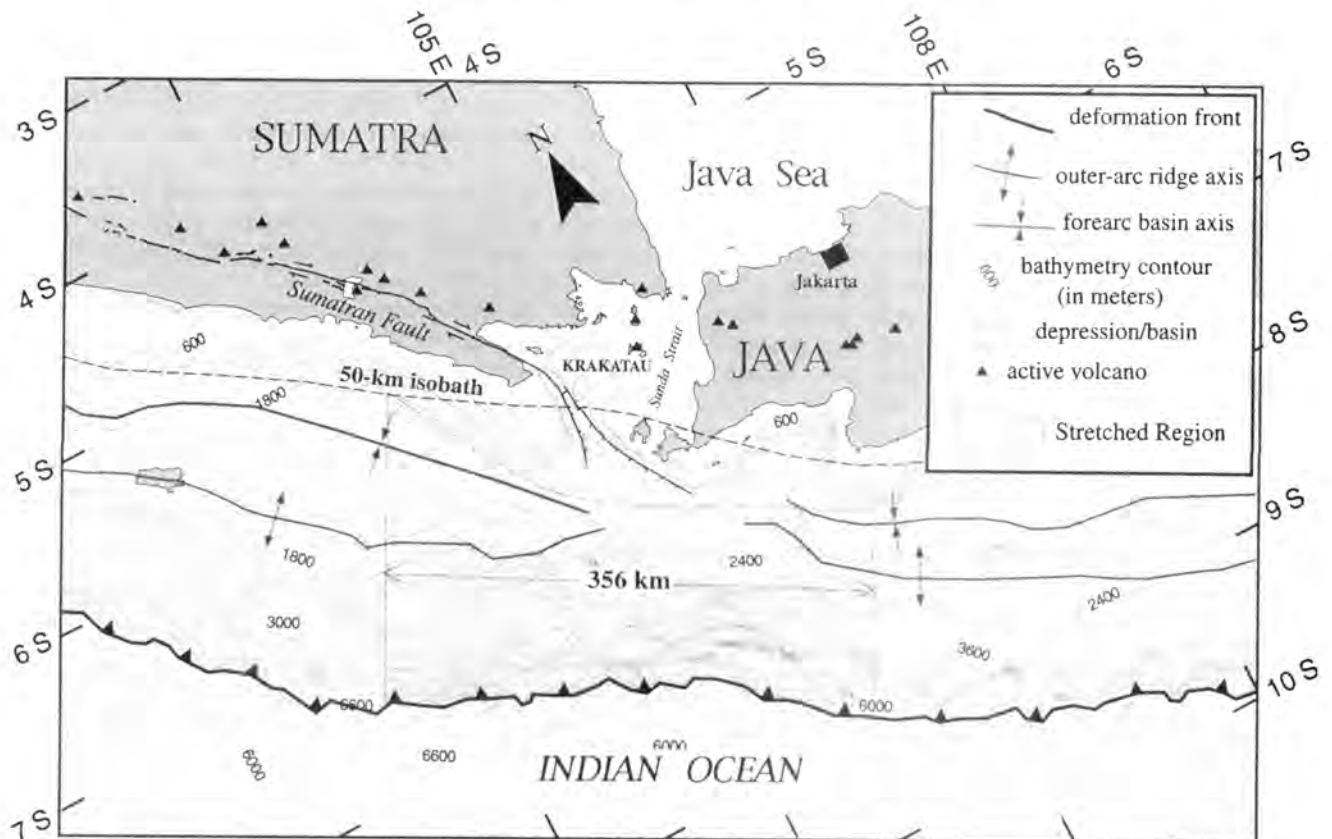 105 E
4 S
5 S
108 E
6 S
3 S
SUMATRA
N
Java Sea
deformation front
outer-arc ridge axis
forearc basin axis
600
bathymetry contour
(in meters)
depression/basin
active volcano
Stretched Region
7 S
4 S
Sumatran Fault
Jakarta
8 S
600
KRAKATAU
Sunda Strait
JAVA
50-km isobath
1800
600
5 S
9 S
1800
2400
356 km
2400
3000
3600
6 S
10 S
6600
6000
6000
6600
6000
INDIAN OCEAN
7 S